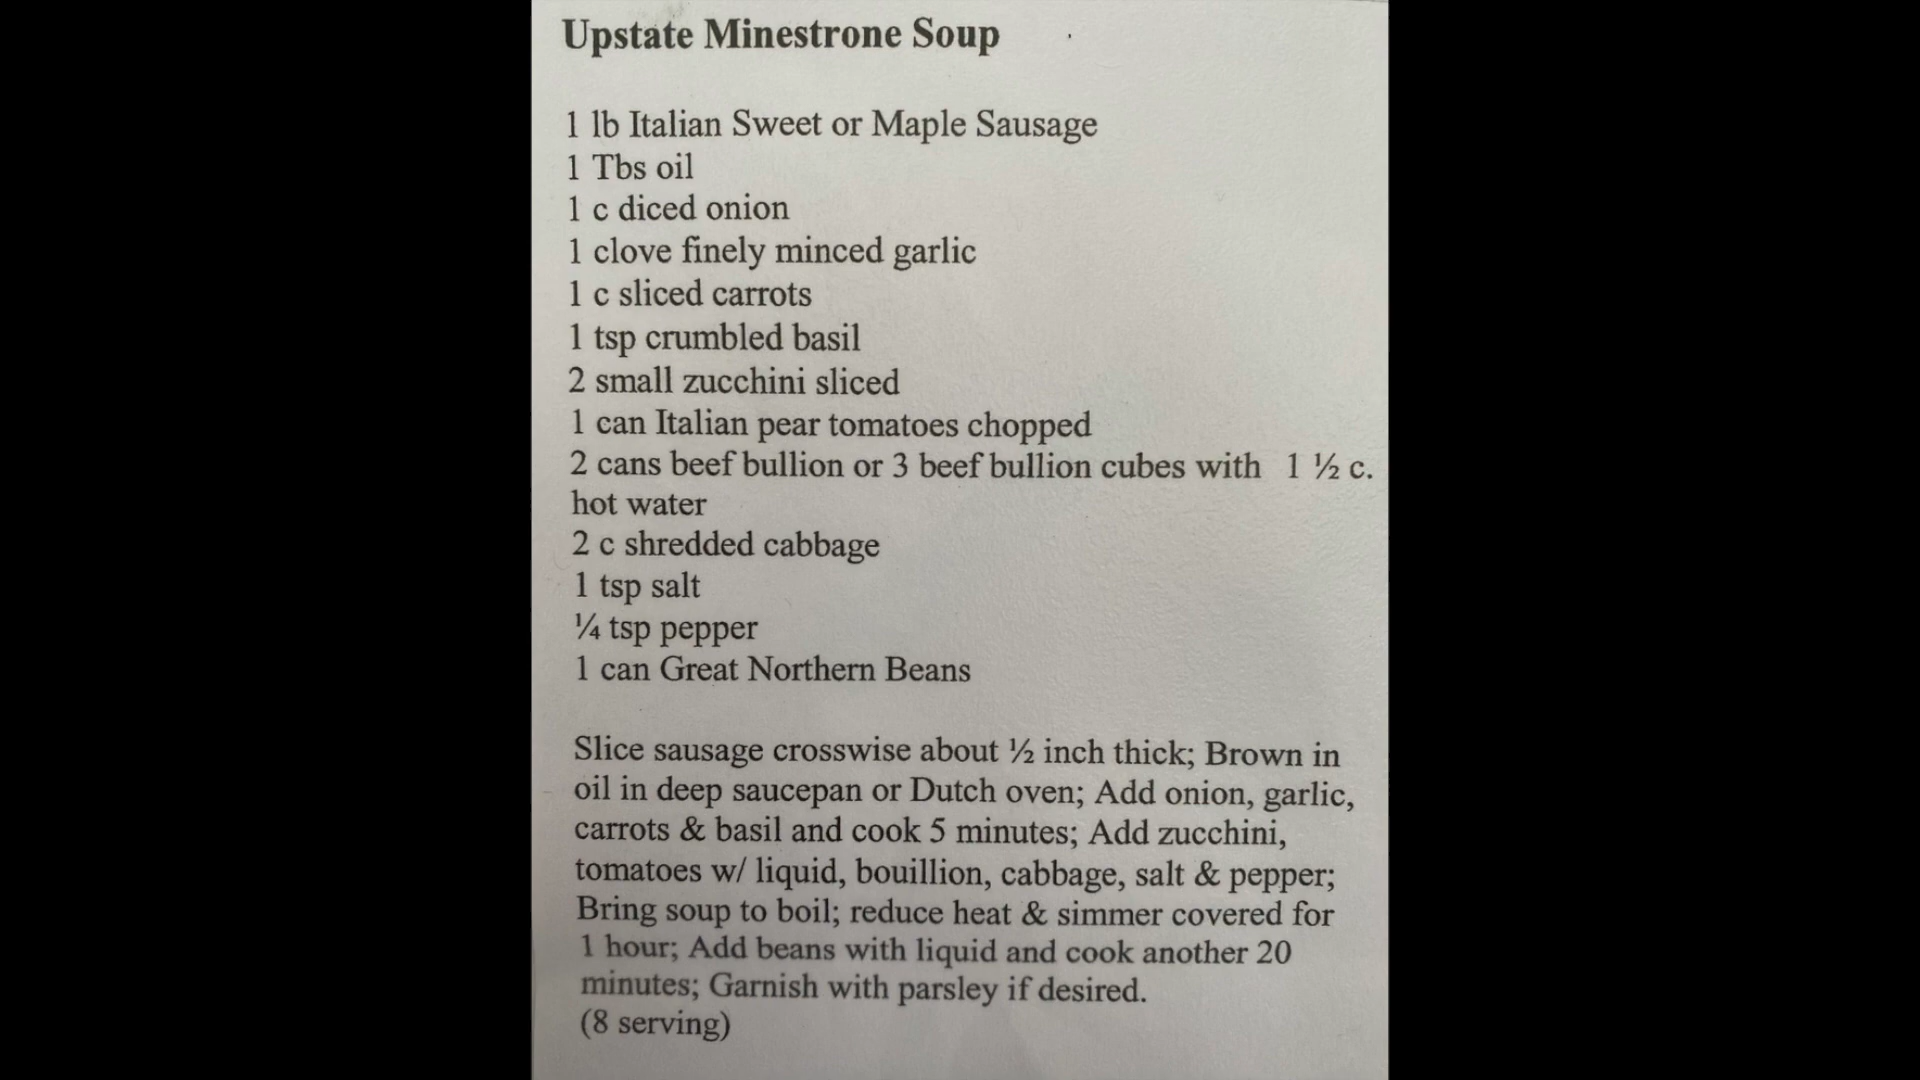 Upstate Minestrone Soup
1 lb Italian Sweet or Maple Sausage
1 Tbs oil
1 c diced onion
1 clove finely minced garlic
1 c sliced carrots
1 tsp crumbled basil
2 small zucchini sliced
1 can Italian pear tomatoes chopped
2 cans beef bullion or 3 beef bullion cubes with 1 ½ c.
hot water
2 c shredded cabbage
1 tsp salt
¼ tsp pepper
1 can Great Northern Beans
Slice sausage crosswise about ½ inch thick; Brown in
oil in deep saucepan or Dutch oven; Add onion, garlic,
carrots & basil and cook 5 minutes; Add zucchini,
tomatoes w/ liquid, bouillion, cabbage, salt & pepper;
Bring soup to boil; reduce heat & simmer covered for
1 hour; Add beans with liquid and cook another 20
minutes; Garnish with parsley if desired.
(8 serving)